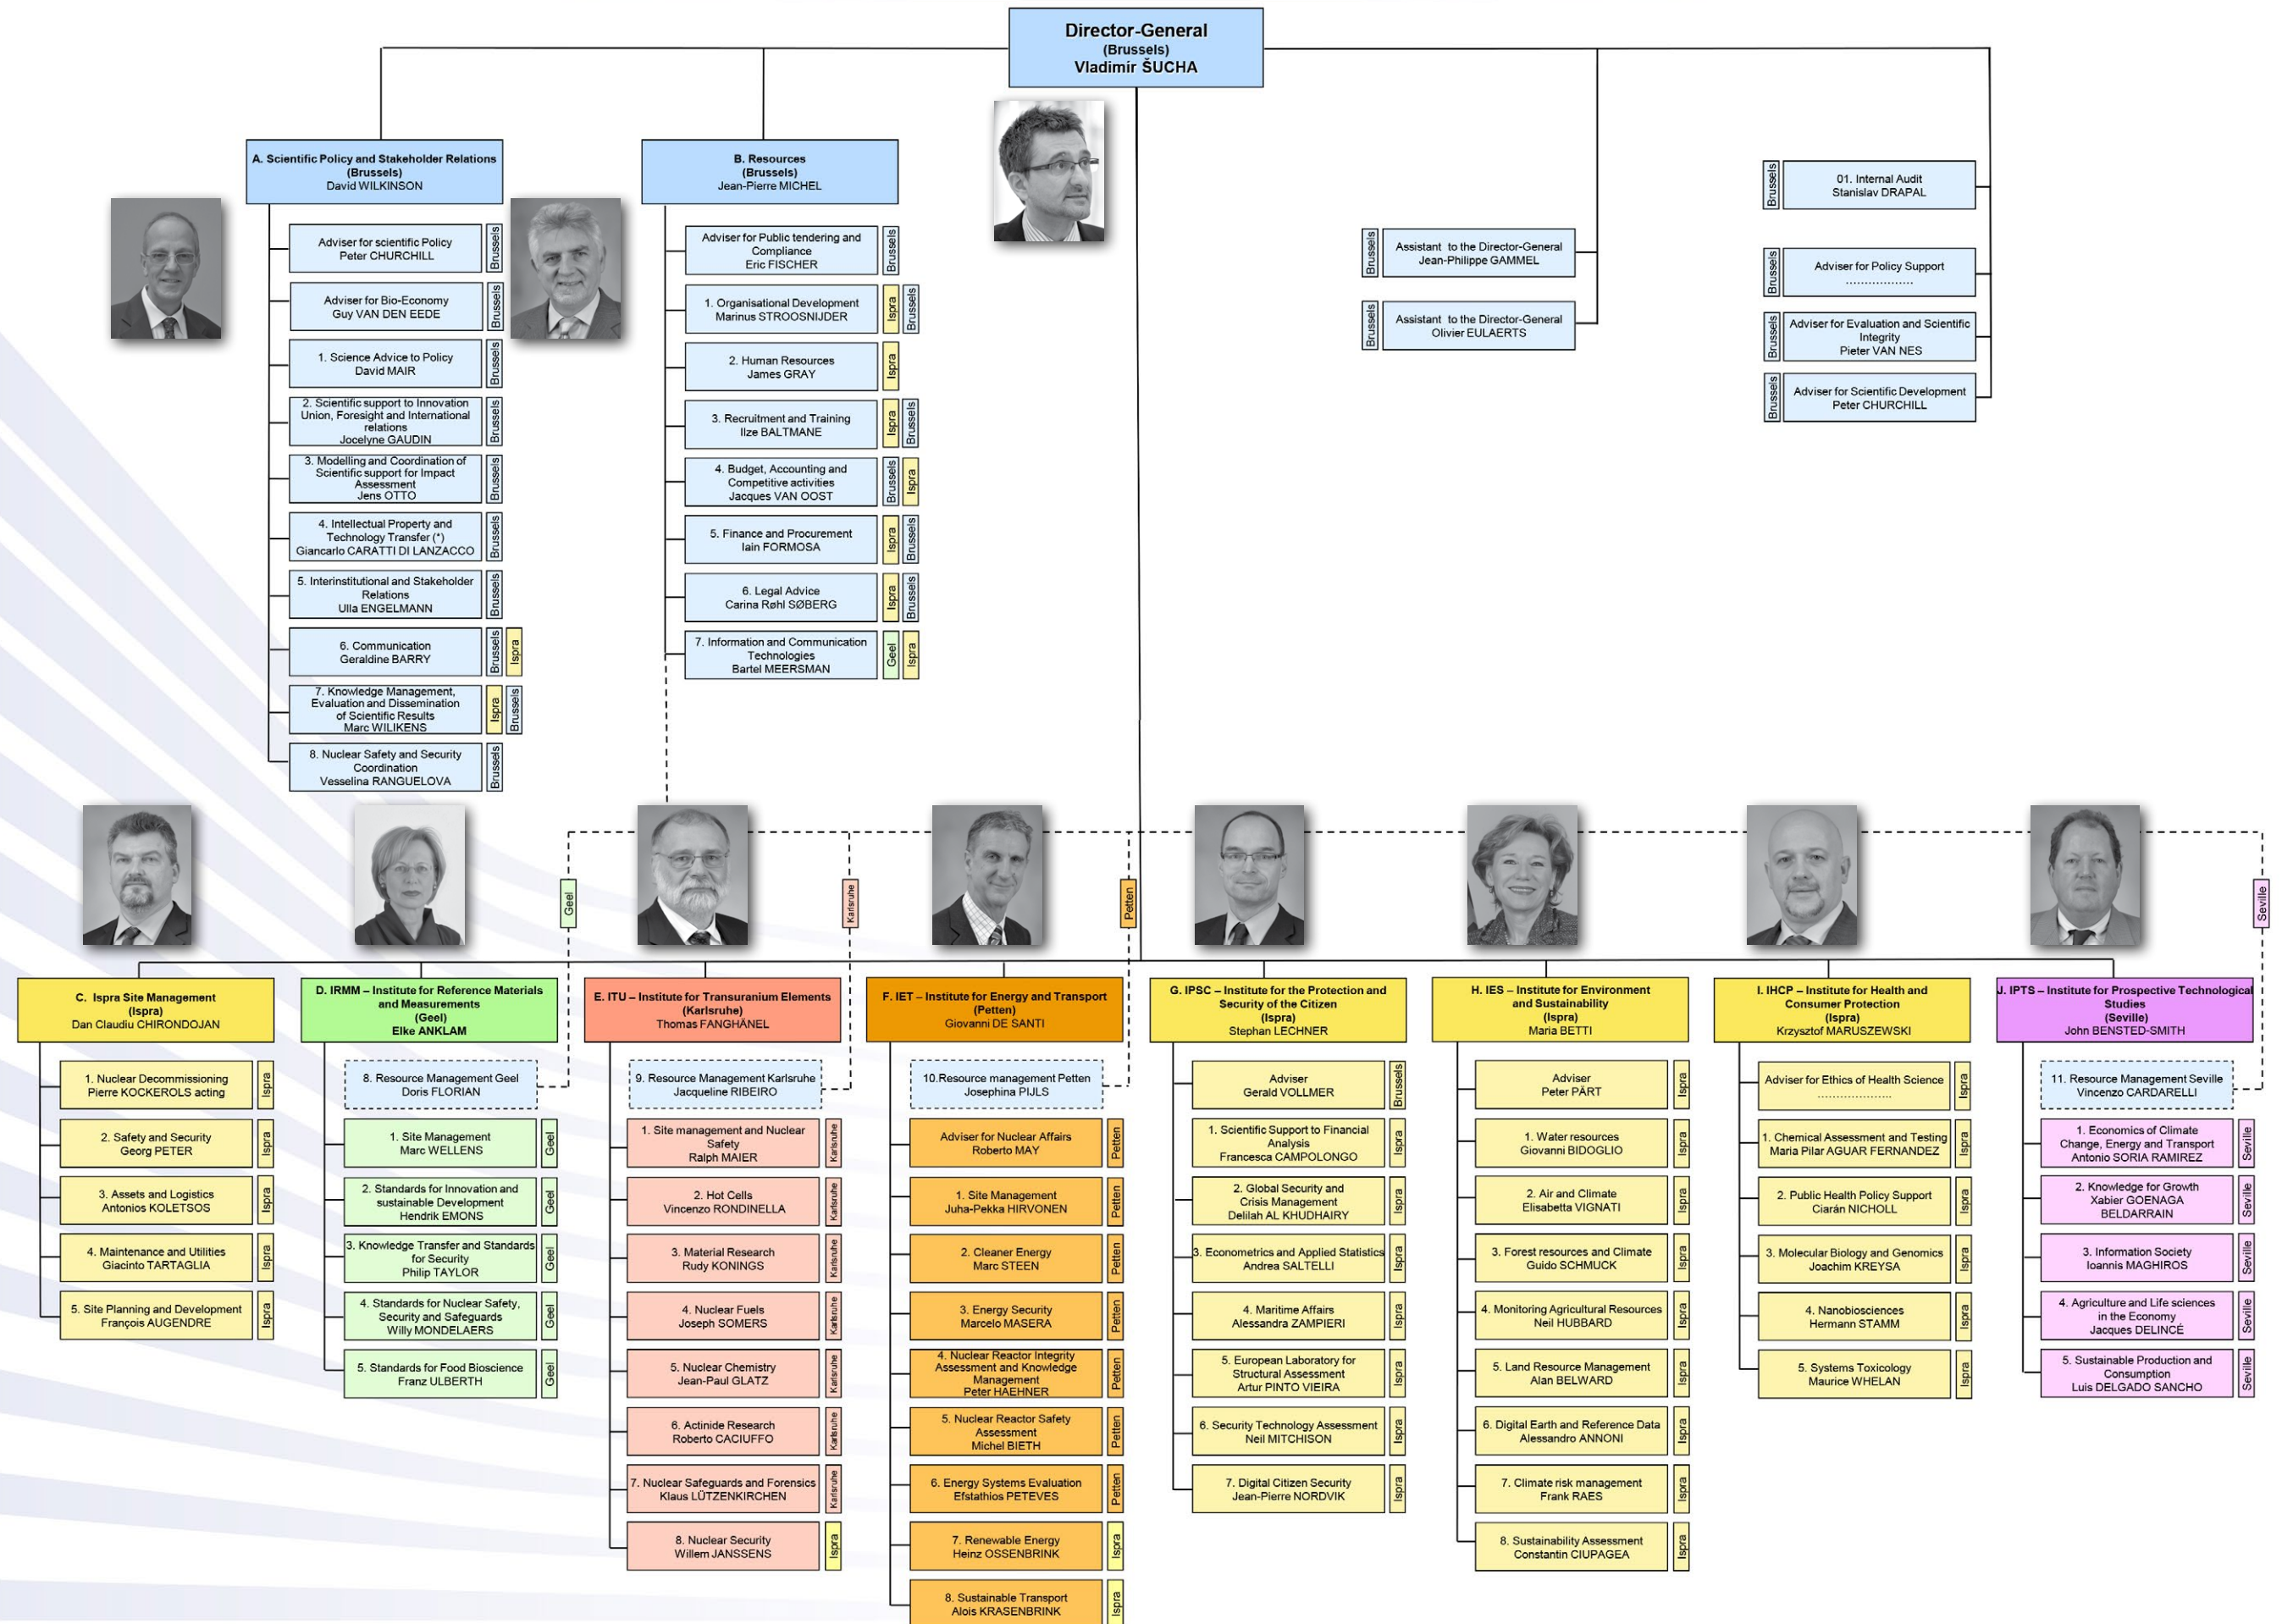 Director-General
(Brussels)
Vladimír ŠUCHA
A. Scientific Policy and Stakeholder Relations
(Brussels)
David WILKINSON
Adviser for scientific Policy
Peter CHURCHILL
Brussels
Adviser for Bio-Economy
Guy VAN DEN EEDE
Brussels
1. Science Advice to Policy
David MAIR
Brussels
2. Scientific support to Innovation
Union, Foresight and International
relations
Jocelyne GAUDIN
Brussels
3. Modelling and Coordination of
Scientific support for Impact
Assessment
Jens OTTO
Brussels
4. Intellectual Property and
Technology Transfer (*)
Giancarlo CARATTI DI LANZACCO
Brussels
5. Interinstitutional and Stakeholder
Relations
Ulla ENGELMANN
Brussels
6. Communication
Geraldine BARRY
Brussels
Ispra
7. Knowledge Management,
Evaluation and Dissemination
of Scientific Results
Marc WILIKENS
Ispra
Brussels
8. Nuclear Safety and Security
Coordination
Vesselina RANGUELOVA
Brussels
B. Resources
(Brussels)
Jean-Pierre MICHEL
Adviser for Public tendering and
Compliance
Eric FISCHER
Brussels
1. Organisational Development
Marinus STROOSNIJDER
Ispra
Brussels
2. Human Resources
James GRAY
Ispra
3. Recruitment and Training
Ilze BALTMANE
Ispra
Brussels
4. Budget, Accounting and
Competitive activities
Jacques VAN OOST
Brussels
Ispra
5. Finance and Procurement
Iain FORMOSA
Ispra
Brussels
6. Legal Advice
Carina Røhl SØBERG
Ispra
Brussels
7. Information and Communication
Technologies
Bartel MEERSMAN
Geel
Ispra
Brussels
Assistant to the Director-General
Jean-Philippe GAMMEL
Brussels
Assistant to the Director-General
Olivier EULAERTS
Brussels
01. Internal Audit
Stanislav DRAPAL
Brussels
Adviser for Policy Support
..................
Brussels
Adviser for Evaluation and Scientific
Integrity
Pieter VAN NES
Brussels
Adviser for Scientific Development
Peter CHURCHILL
Geel
Karlsruhe
Petten
Seville
C. Ispra Site Management
(Ispra)
Dan Claudiu CHIRONDOJAN
1. Nuclear Decommissioning
Pierre KOCKEROLS acting
Ispra
2. Safety and Security
Georg PETER
Ispra
3. Assets and Logistics
Antonios KOLETSOS
Ispra
4. Maintenance and Utilities
Giacinto TARTAGLIA
Ispra
5. Site Planning and Development
François AUGENDRE
Ispra
D. IRMM – Institute for Reference Materials
and Measurements
(Geel)
Elke ANKLAM
8. Resource Management Geel
Doris FLORIAN
1. Site Management
Marc WELLENS
Geel
2. Standards for Innovation and
sustainable Development
Hendrik EMONS
Geel
3. Knowledge Transfer and Standards
for Security
Philip TAYLOR
Geel
4. Standards for Nuclear Safety,
Security and Safeguards
Willy MONDELAERS
Geel
5. Standards for Food Bioscience
Franz ULBERTH
Geel
E. ITU – Institute for Transuranium Elements
(Karlsruhe)
Thomas FANGHÄNEL
9. Resource Management Karlsruhe
Jacqueline RIBEIRO
1. Site management and Nuclear
Safety
Ralph MAIER
Karlsruhe
2. Hot Cells
Vincenzo RONDINELLA
Karlsruhe
3. Material Research
Rudy KONINGS
Karlsruhe
4. Nuclear Fuels
Joseph SOMERS
Karlsruhe
5. Nuclear Chemistry
Jean-Paul GLATZ
Karlsruhe
6. Actinide Research
Roberto CACIUFFO
Karlsruhe
7. Nuclear Safeguards and Forensics
Klaus LÜTZENKIRCHEN
Karlsruhe
8. Nuclear Security
Willem JANSSENS
Ispra
F. IET – Institute for Energy and Transport
(Petten)
Giovanni DE SANTI
10.Resource management Petten
Josephina PIJLS
Adviser for Nuclear Affairs
Roberto MAY
Petten
1. Site Management
Juha-Pekka HIRVONEN
Petten
2. Cleaner Energy
Marc STEEN
Petten
3. Energy Security
Marcelo MASERA
Petten
4. Nuclear Reactor Integrity
Assessment and Knowledge
Management
Peter HAEHNER
Petten
5. Nuclear Reactor Safety
Assessment
Michel BIETH
Petten
6. Energy Systems Evaluation
Efstathios PETEVES
Petten
7. Renewable Energy
Heinz OSSENBRINK
Ispra
8. Sustainable Transport
Alois KRASENBRINK
Ispra
G. IPSC – Institute for the Protection and
Security of the Citizen
(Ispra)
Stephan LECHNER
Adviser
Gerald VOLLMER
Brussels
1. Scientific Support to Financial
Analysis
Francesca CAMPOLONGO
Ispra
2. Global Security and
Crisis Management
Delilah AL KHUDHAIRY
Ispra
3. Econometrics and Applied Statistics
Andrea SALTELLI
Ispra
4. Maritime Affairs
Alessandra ZAMPIERI
Ispra
5. European Laboratory for
Structural Assessment
Artur PINTO VIEIRA
Ispra
6. Security Technology Assessment
Neil MITCHISON
Ispra
7. Digital Citizen Security
Jean-Pierre NORDVIK
Ispra
H. IES – Institute for Environment
and Sustainability
(Ispra)
Maria BETTI
Adviser
Peter PÄRT
Ispra
1. Water resources
Giovanni BIDOGLIO
Ispra
2. Air and Climate
Elisabetta VIGNATI
Ispra
3. Forest resources and Climate
Guido SCHMUCK
Ispra
4. Monitoring Agricultural Resources
Neil HUBBARD
Ispra
5. Land Resource Management
Alan BELWARD
Ispra
6. Digital Earth and Reference Data
Alessandro ANNONI
Ispra
7. Climate risk management
Frank RAES
Ispra
8. Sustainability Assessment
Constantin CIUPAGEA
Ispra
I. IHCP – Institute for Health and
Consumer Protection
(Ispra)
Krzysztof MARUSZEWSKI
Adviser for Ethics of Health Science
....................
Ispra
1. Chemical Assessment and Testing
Maria Pilar AGUAR FERNANDEZ
Ispra
2. Public Health Policy Support
Ciarán NICHOLL
Ispra
3. Molecular Biology and Genomics
Joachim KREYSA
Ispra
4. Nanobiosciences
Hermann STAMM
Ispra
5. Systems Toxicology
Maurice WHELAN
Ispra
J. IPTS – Institute for Prospective Technological
Studies
(Seville)
John BENSTED-SMITH
11. Resource Management Seville
Vincenzo CARDARELLI
1. Economics of Climate
Change, Energy and Transport
Antonio SORIA RAMIREZ
Seville
2. Knowledge for Growth
Xabier GOENAGA
BELDARRAIN
Seville
3. Information Society
Ioannis MAGHIROS
Seville
4. Agriculture and Life sciences
in the Economy
Jacques DELINCÉ
Seville
5. Sustainable Production and
Consumption
Luis DELGADO SANCHO
Seville